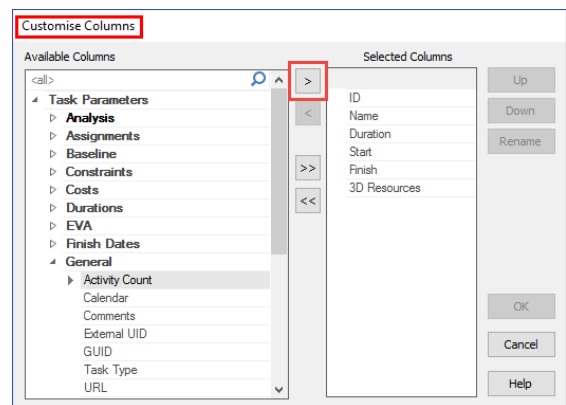 Customise Columns
Available Columns
Selected Columns
<all>
Task Parameters
Analysis
Assignments
Baseline
Constraints
Costs
Durations
EVA
Finish Dates
General
Activity Count
Calendar
Comments
External UID
GUID
Task Type
URL
>
<
>>
<<
ID
Name
Duration
Start
Finish
3D Resources
Up
Down
Rename
OK
Cancel
Help